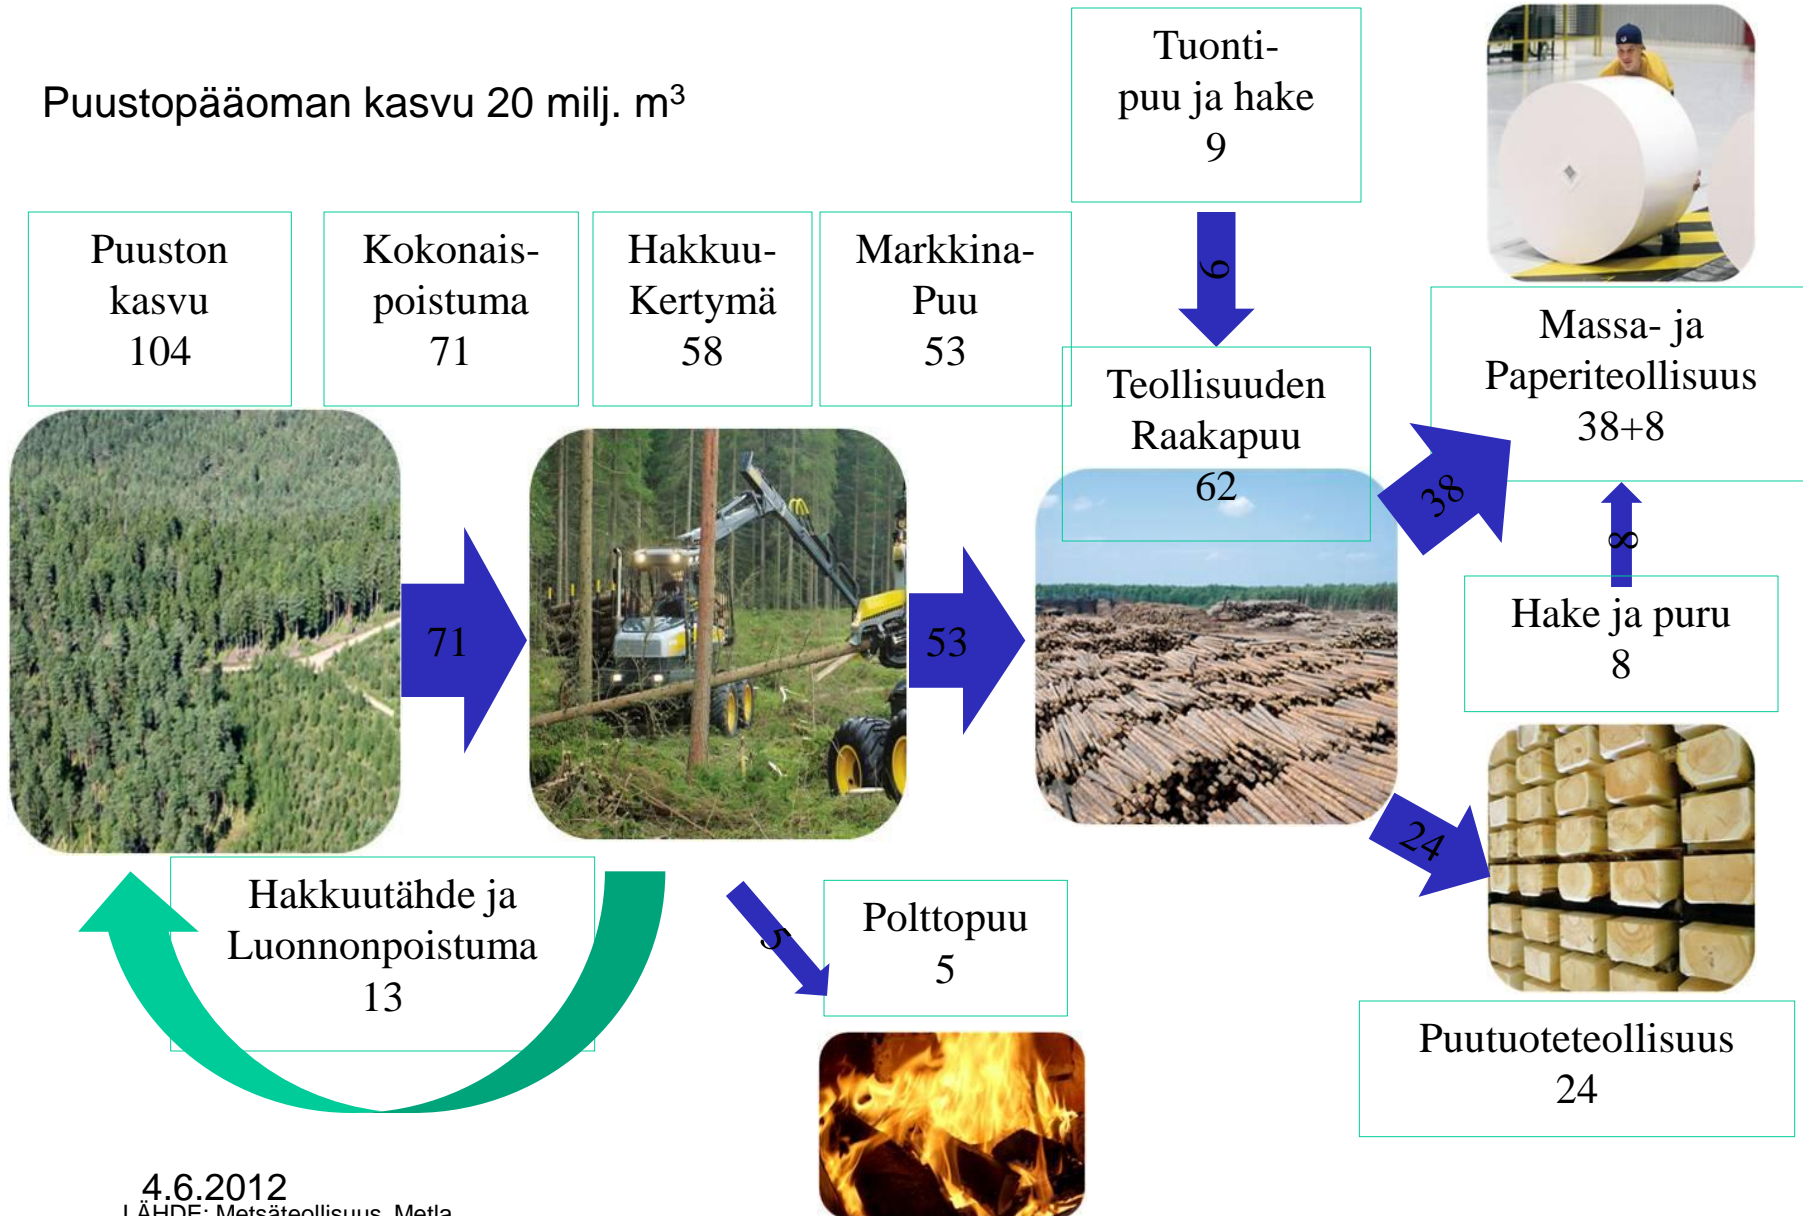 Puustopääoman kasvu 20 milj. m³
Tuonti-
puu ja hake
9
Puuston
kasvu
104
Kokonais-
poistuma
71
Hakkuu-
Kertymä
58
Markkina-
Puu
53
9
Teollisuuden
Raakapuu
62
Massa- ja
Paperiteollisuus
38+8
38
8
Hake ja puru
8
71
53
24
Hakkuutähde ja
Luonnonpoistuma
13
5
Polttopuu
5
Puutuoteteollisuus
24
4.6.2012
LÄHDE: Metsäteollisuus, Metla